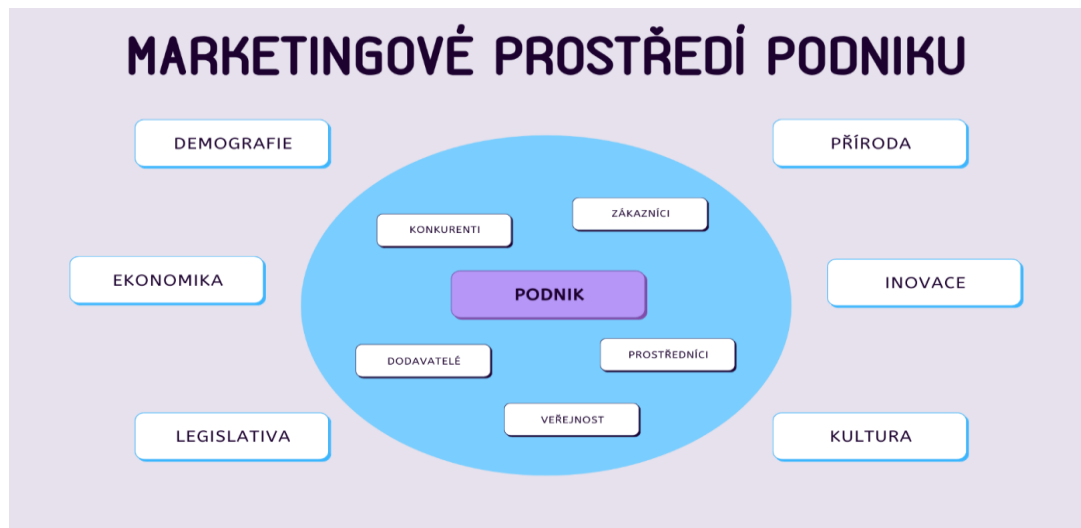 MARKETINGOVÉ PROSTŘEDÍ PODNIKU
DEMOGRAFIE
PŘÍRODA
ZÁKAZNÍCI
KONKURENTI
EKONOMIKA
PODNIK
INOVACE
DODAVATELÉ
PROSTŘEDNÍCI
VEŘEJNOST
LEGISLATIVA
KULTURA